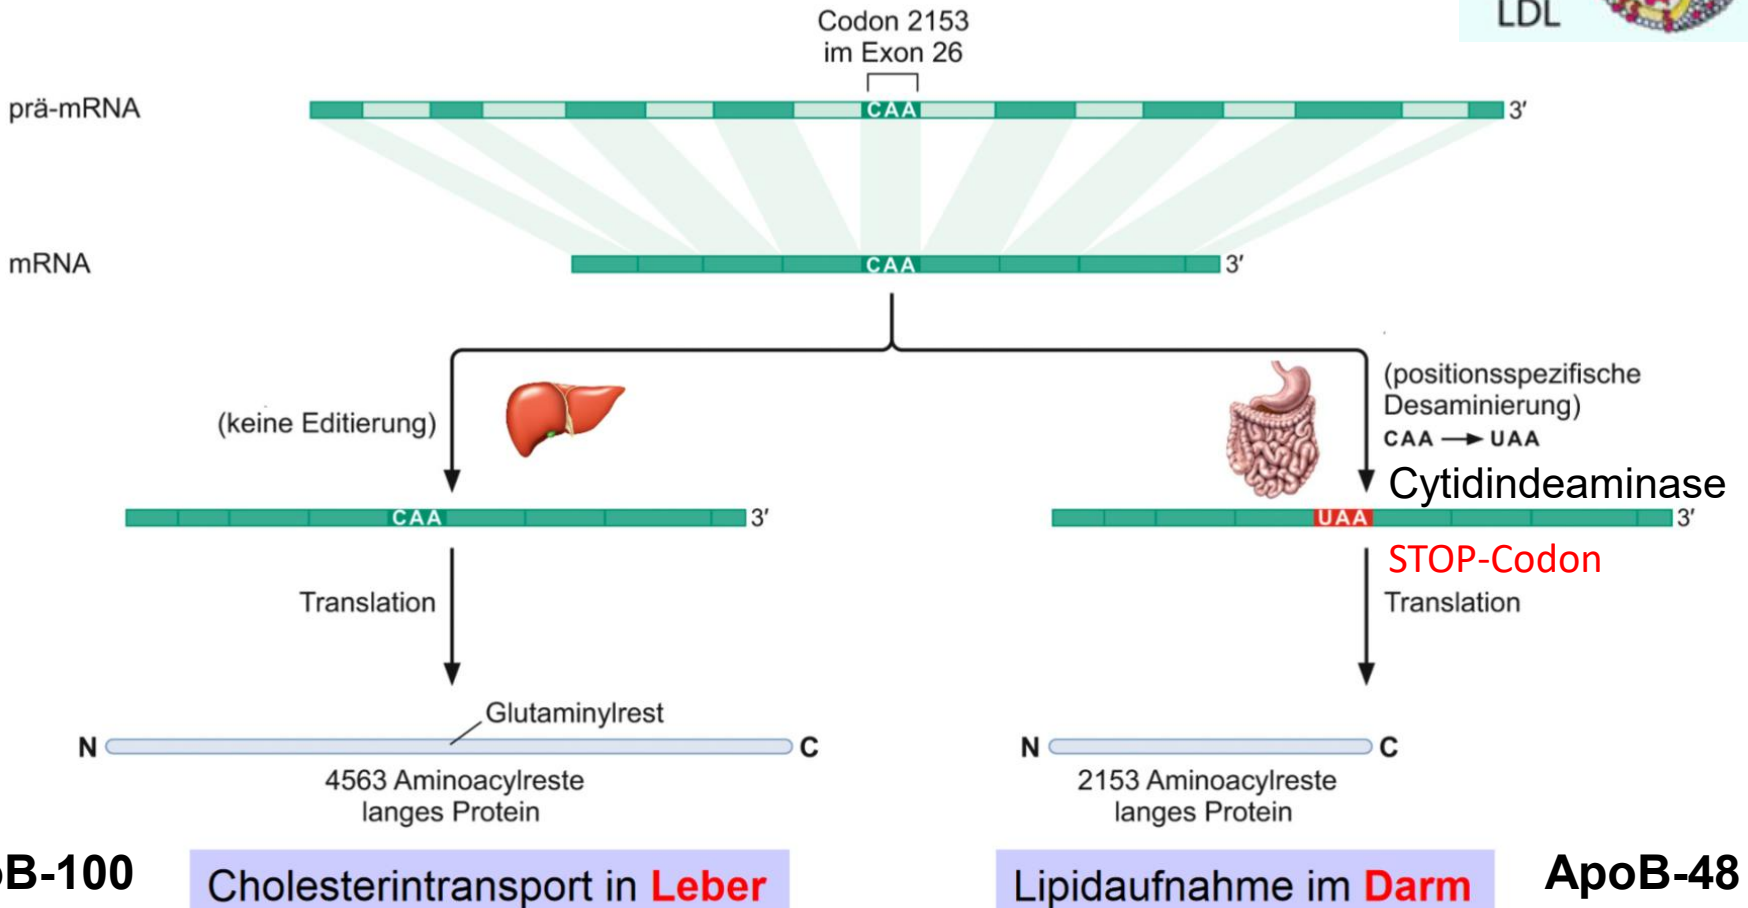 LDL
Codon 2153
im Exon 26
prä-mRNA
CAA
3′
mRNA
CAA
3′
(keine Editierung)
(positionsspezifische
Desaminierung)
CAA → UAA
Cytidindeaminase
CAA
3′
UAA
3′
STOP-Codon
Translation
Translation
Glutaminylrest
N
C
N
C
4563 Aminoacylreste
langes Protein
2153 Aminoacylreste
langes Protein
oB-100
Cholesterintransport in Leber
Lipidaufnahme im Darm
ApoB-48